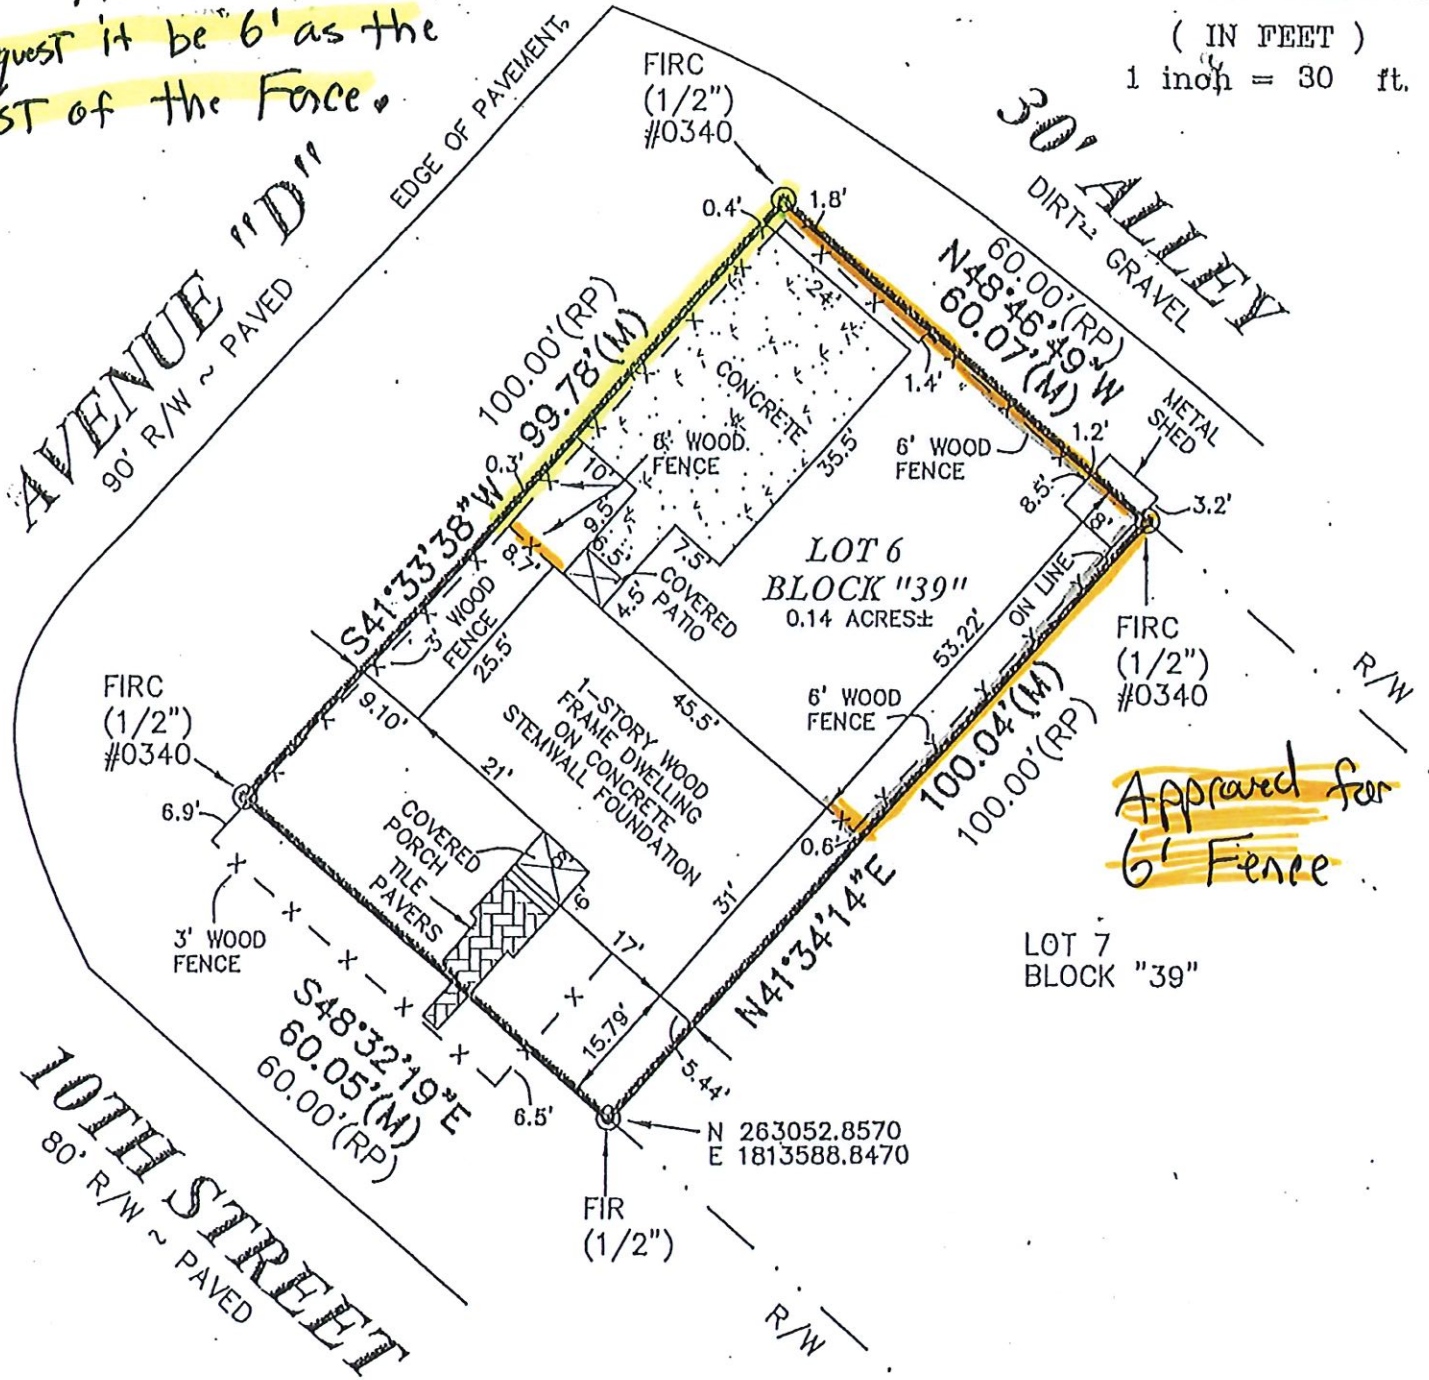 quest it be 6' as the
ST of the Fence.
( IN FEET )
1 inch = 30 ft.
AVENUE "D"
90' R/W ~ PAVED
EDGE OF PAVEMENT
FIRC
(1/2")
#0340
30' ALLEY
DIRT~ GRAVEL
0.4'
1.8'
60.00'(RP)
N48°46'49"W
60.07'(M)
100.00'(RP)
99.78'(M)
S41°33'38"W
24'
CONCRETE
35.5'
1.4'
6' WOOD
FENCE
1.2'
METAL
SHED
8.5'
8'
3.2'
0.3'
10'
8' WOOD
FENCE
9.5'
8.7'
7.5'
4.5'
COVERED
PATIO
LOT 6
BLOCK "39"
0.14 ACRES±
53.22'
ON LINE
FIRC
(1/2")
#0340
R/W
3' WOOD
FENCE
25.5'
45.5'
6' WOOD
FENCE
100.04'(M)
100.00'(RP)
N41°34'14"E
0.6'
Approved for
6' Fence
FIRC
(1/2")
#0340
6.9'
9.10'
21'
1-STORY WOOD
FRAME DWELLING
ON CONCRETE
STEMWALL FOUNDATION
COVERED
PORCH
TILE
PAVERS
31'
17'
15.79'
5.44'
3' WOOD
FENCE
S48°32'19"E
60.05'(M)
60.00'(RP)
6.5'
LOT 7
BLOCK "39"
10TH STREET
80' R/W ~ PAVED
N 263052.8570
E 1813588.8470
FIR
(1/2")
R/W